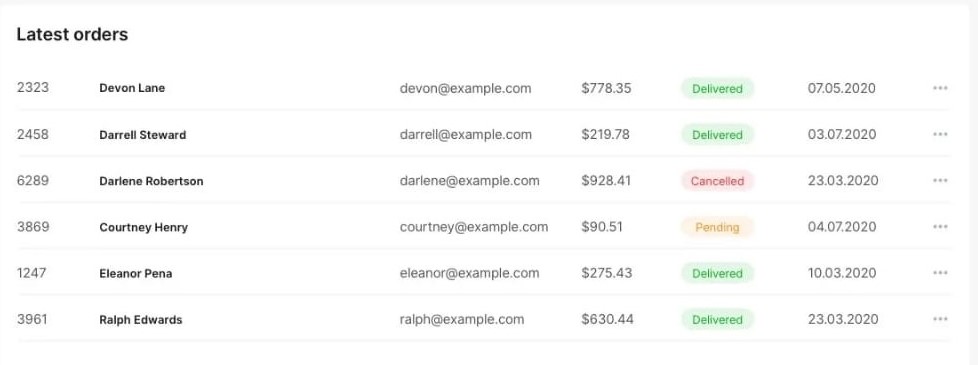 Latest orders
2323 Devon Lane devon@example.com $778.35 Delivered 07.05.2020
2458 Darrell Steward darrell@example.com $219.78 Delivered 03.07.2020
6289 Darlene Robertson darlene@example.com $928.41 Cancelled 23.03.2020
3869 Courtney Henry courtney@example.com $90.51 Pending 04.07.2020
1247 Eleanor Pena eleanor@example.com $275.43 Delivered 10.03.2020
3961 Ralph Edwards ralph@example.com $630.44 Delivered 23.03.2020